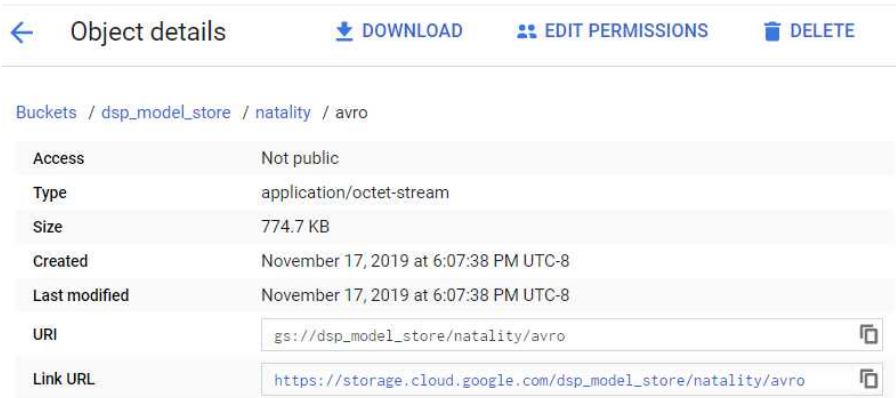 Object details DOWNLOAD EDIT PERMISSIONS DELETE
Buckets / dsp_model_store / natality / avro
Access Not public
Type application/octet-stream
Size 774.7 KB
Created November 17, 2019 at 6:07:38 PM UTC-8
Last modified November 17, 2019 at 6:07:38 PM UTC-8
URI gs://dsp_model_store/natality/avro
Link URL https://storage.cloud.google.com/dsp_model_store/natality/avro